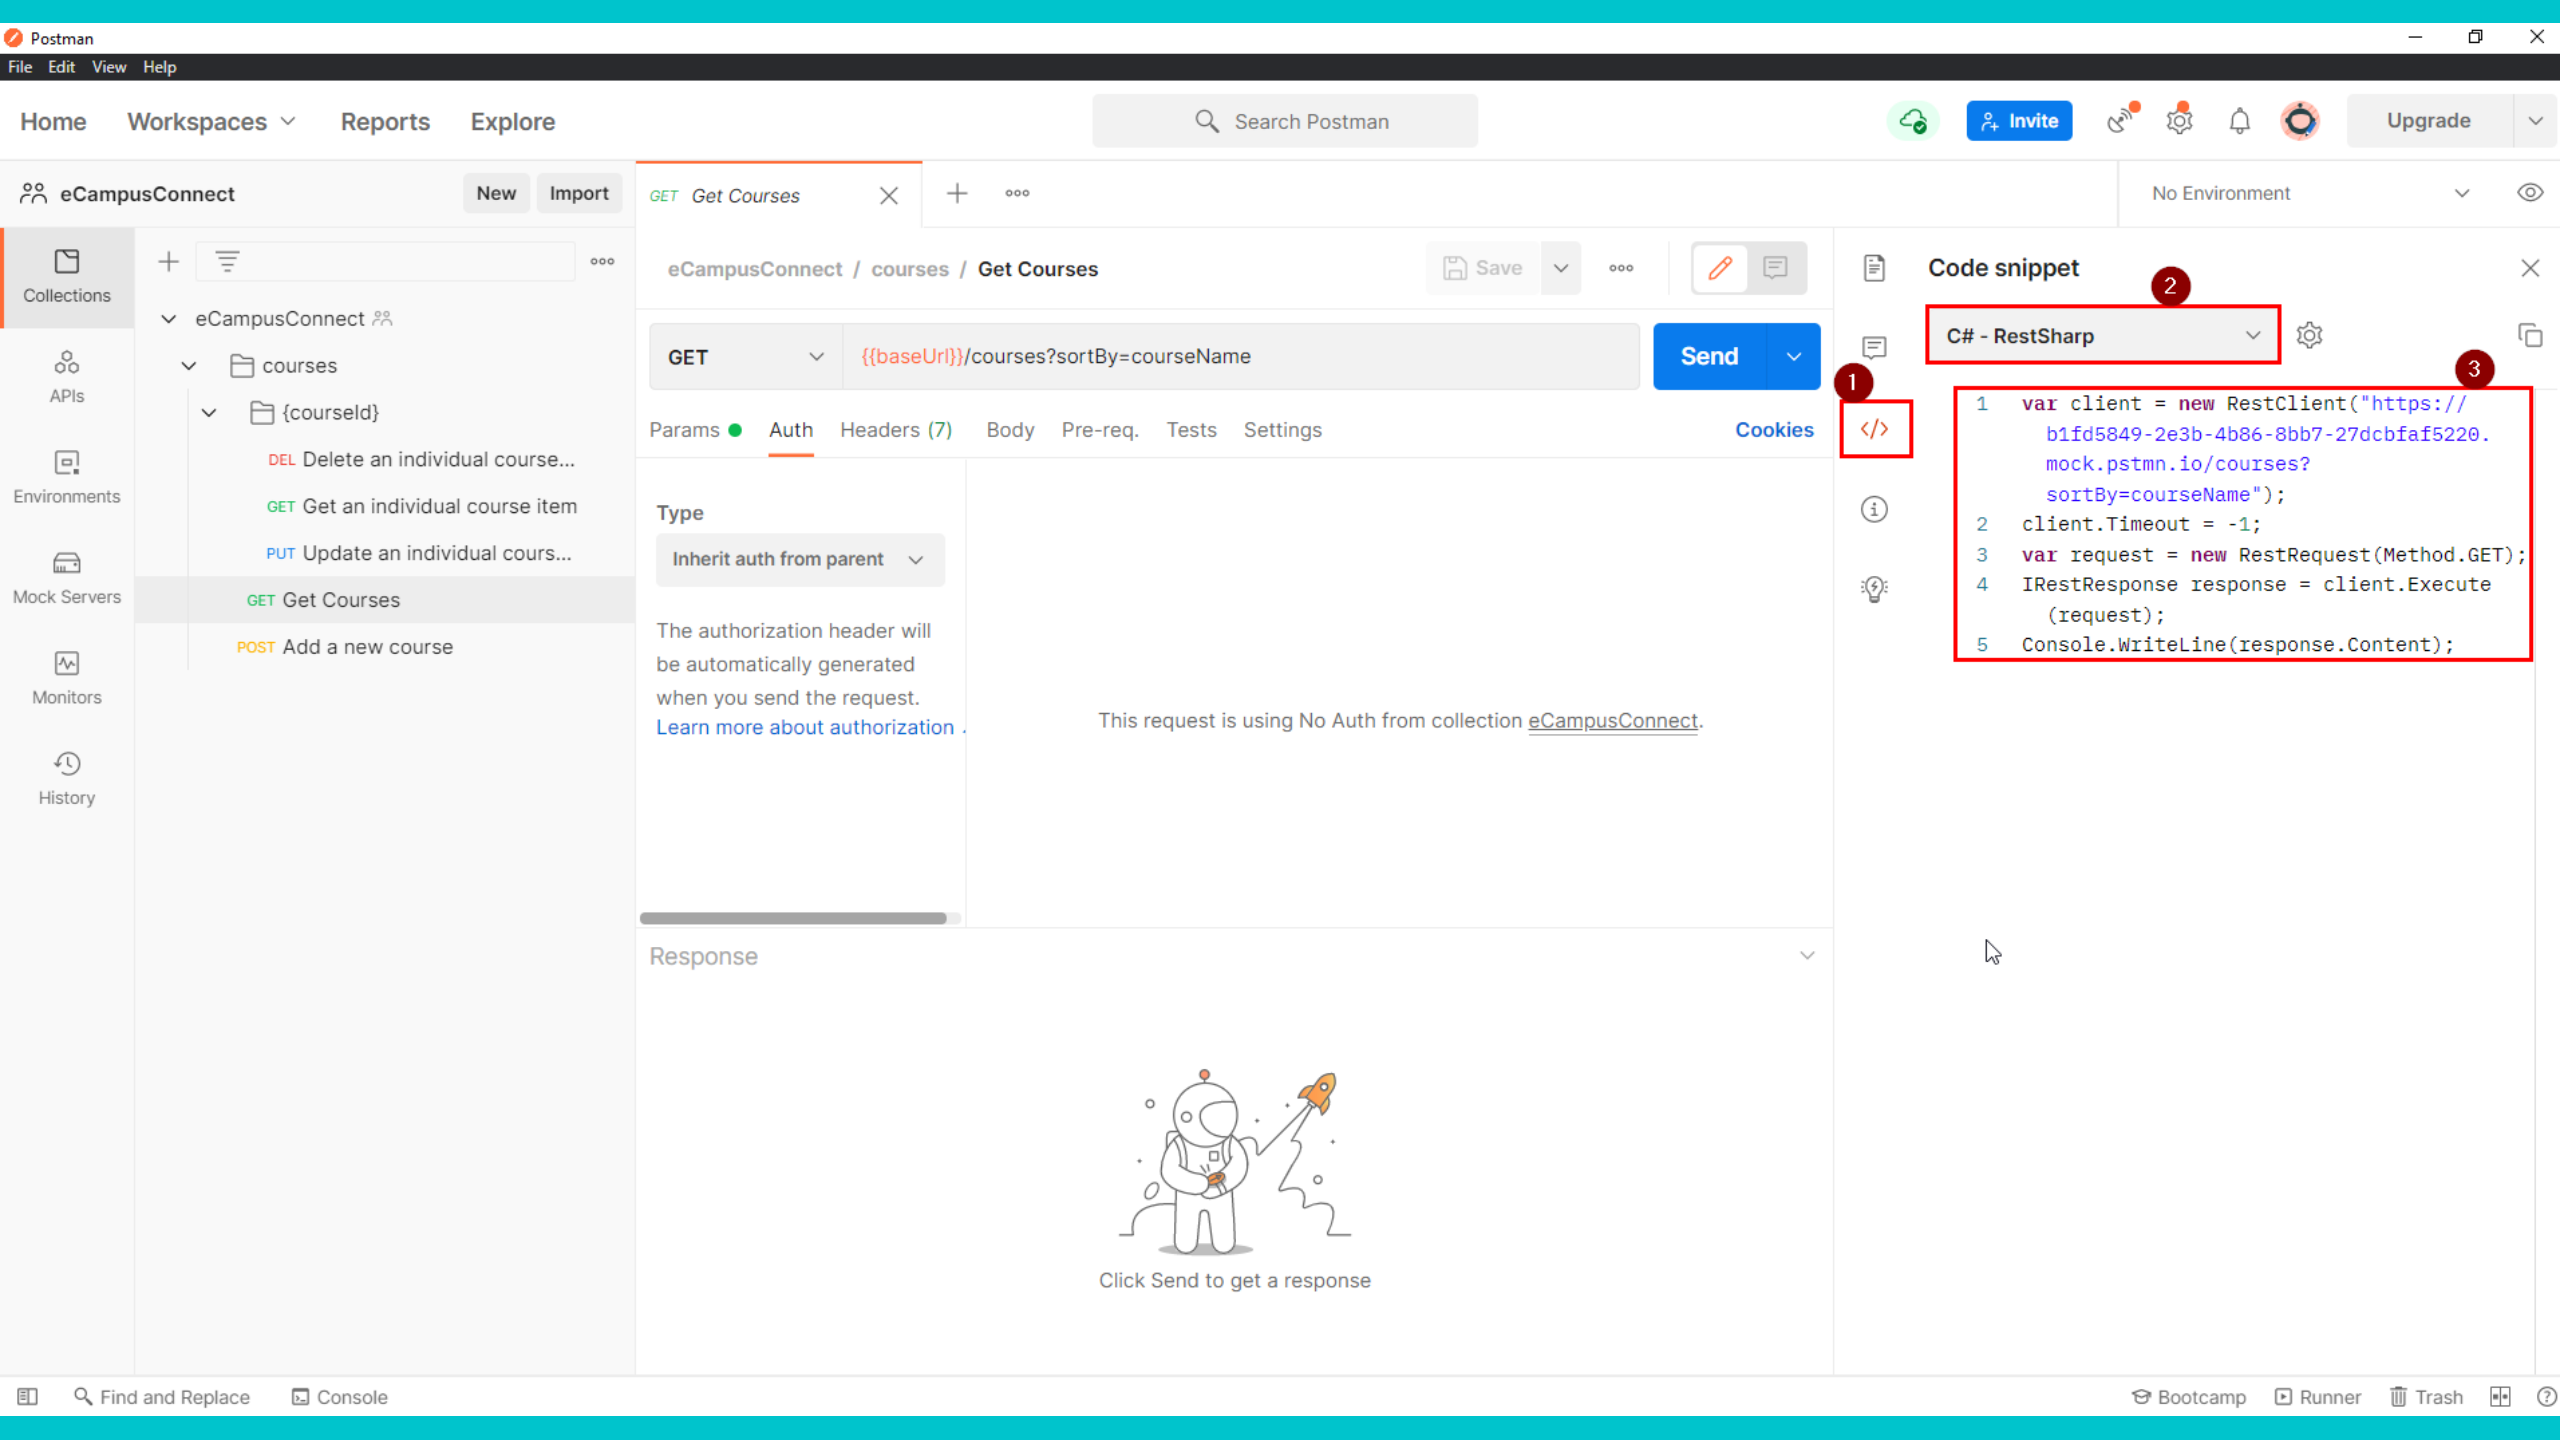 Postman
File Edit View Help
Home Workspaces Reports Explore
Search Postman
Invite
Upgrade
eCampusConnect New Import
GET Get Courses
No Environment
Collections
APIs
Environments
Mock Servers
Monitors
History
eCampusConnect
courses
{courseId}
DEL Delete an individual course...
GET Get an individual course item
PUT Update an individual cours...
GET Get Courses
POST Add a new course
eCampusConnect / courses / Get Courses
Save
GET {{baseUrl}}/courses?sortBy=courseName
Send
Params Auth Headers (7) Body Pre-req. Tests Settings Cookies
Type
Inherit auth from parent
The authorization header will
be automatically generated
when you send the request.
Learn more about authorization
This request is using No Auth from collection eCampusConnect.
Response
Click Send to get a response
1
</>
Code snippet
2
C# - RestSharp
3
1 var client = new RestClient("https://
b1fd5849-2e3b-4b86-8bb7-27dcbfaf5220.
mock.pstmn.io/courses?
sortBy=courseName");
2 client.Timeout = -1;
3 var request = new RestRequest(Method.GET);
4 IRestResponse response = client.Execute
(request);
5 Console.WriteLine(response.Content);
Find and Replace Console
Bootcamp Runner Trash